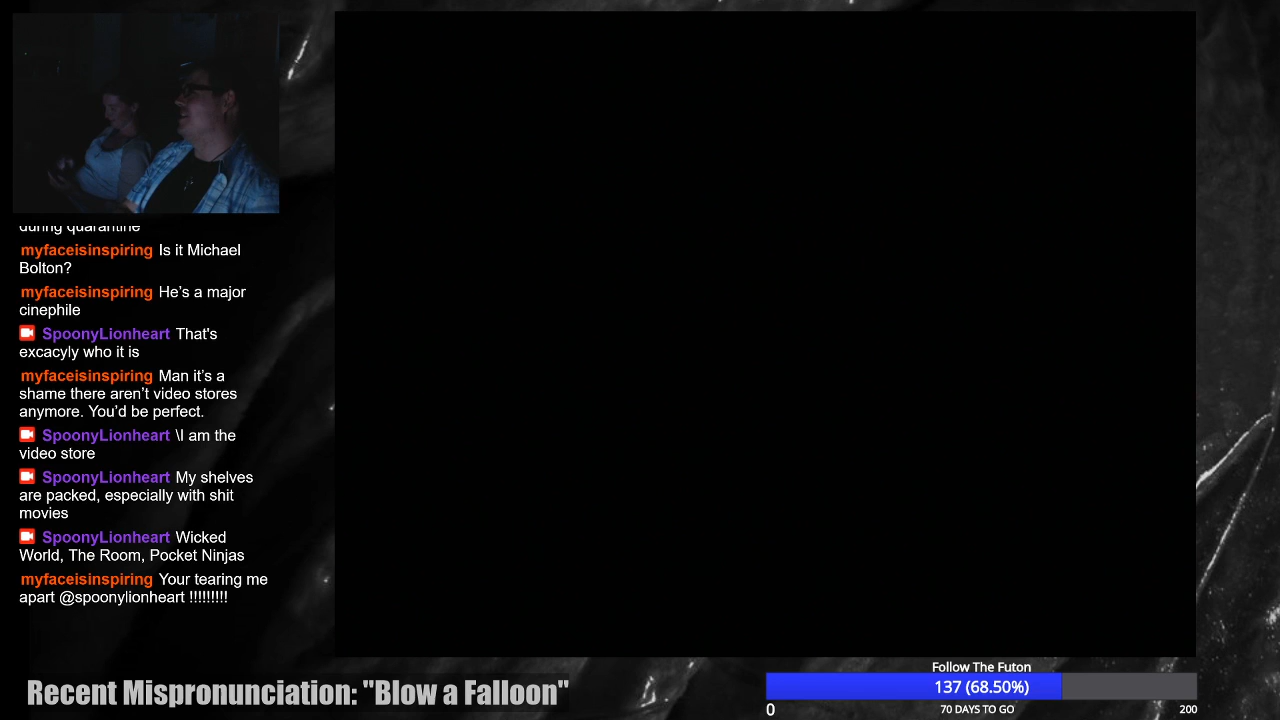 during quarantine
myfaceisinspiring Is it Michael
Bolton?
myfaceisinspiring He's a major
cinephile
SpoonyLionheart That's
excacyly who it is
myfaceisinspiring Man it's a
shame there aren't video stores
anymore. You'd be perfect.
SpoonyLionheart \I am the
video store
SpoonyLionheart My shelves
are packed, especially with shit
movies
SpoonyLionheart Wicked
World, The Room, Pocket Ninjas
myfaceisinspiring Your tearing me
apart @spoonylionheart !!!!!!!!!
Recent Mispronunciation: "Blow a Falloon"
Follow The Futon
137 (68.50%)
0 70 DAYS TO GO 200